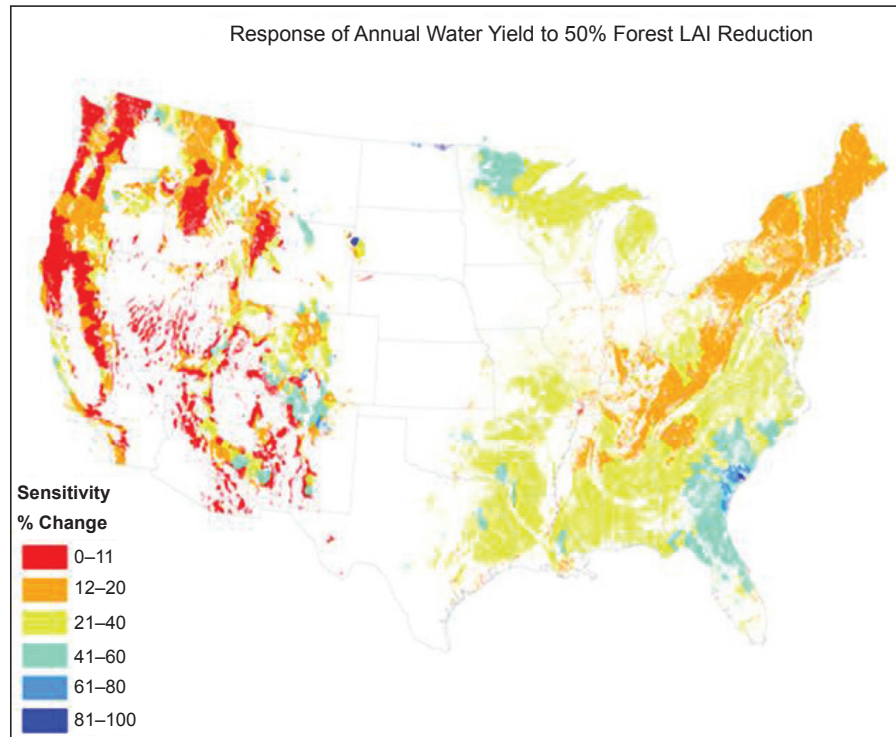 Response of Annual Water Yield to 50% Forest LAI Reduction
Sensitivity
% Change
0–11
12–20
21–40
41–60
61–80
81–100